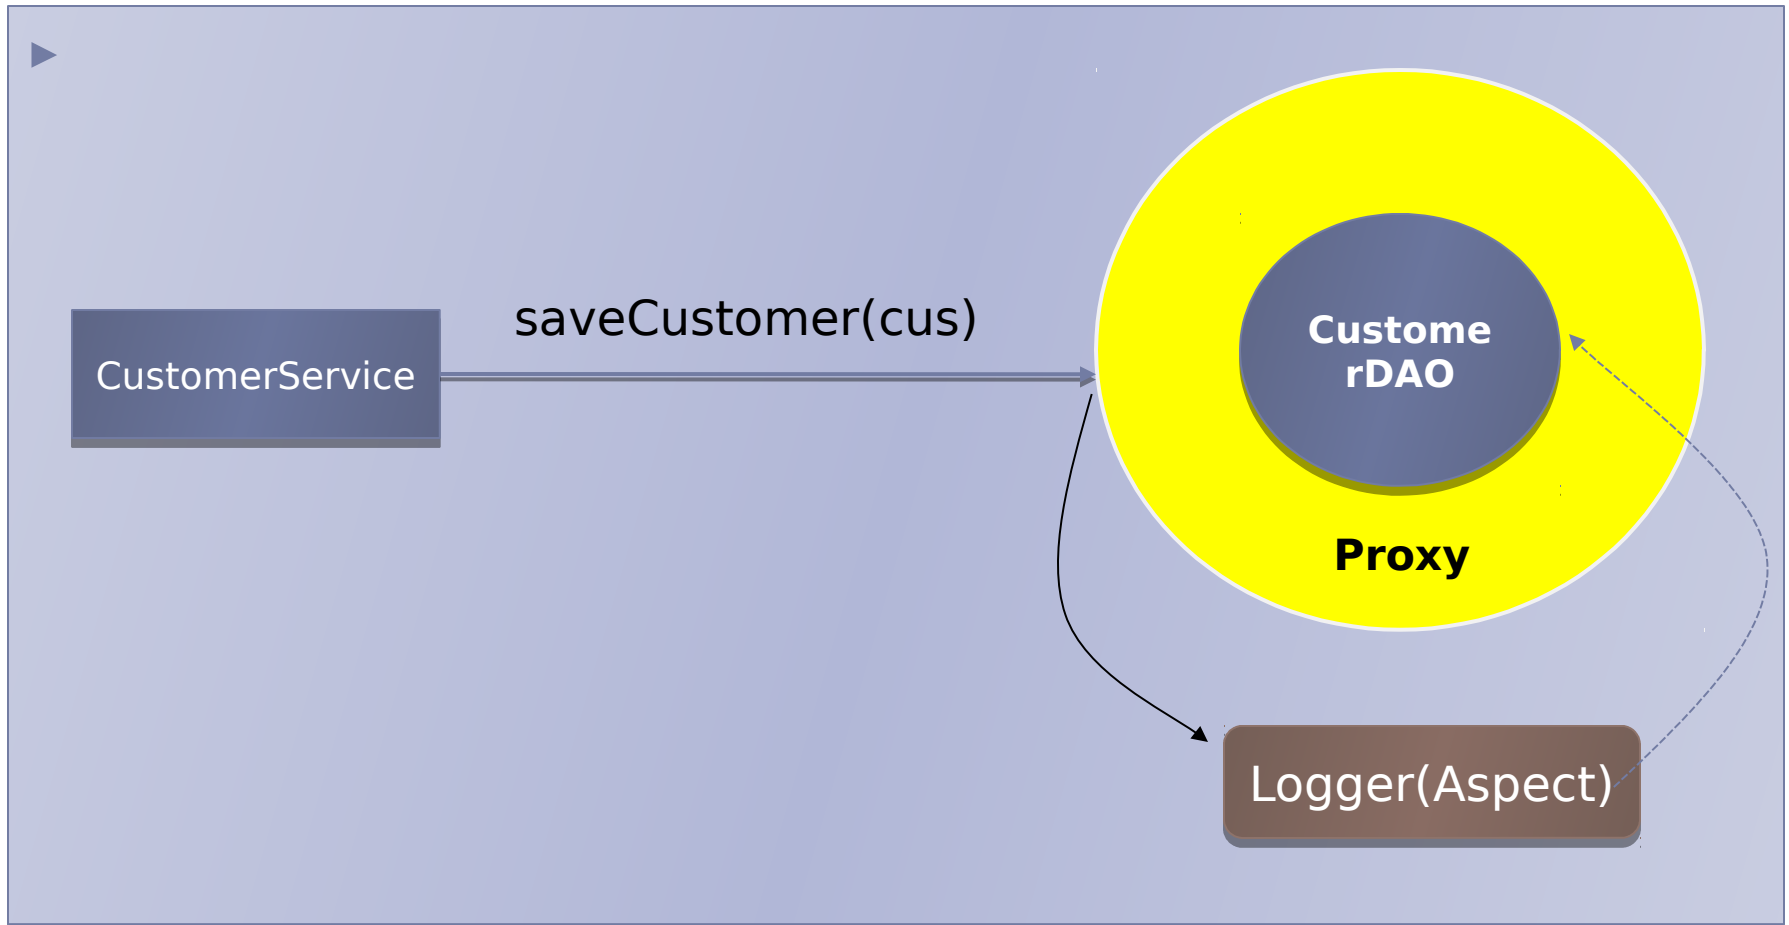 saveCustomer(cus)
CustomerService
Custome
rDAO
Proxy
Logger(Aspect)